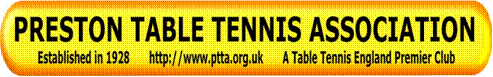 PRESTON TABLE TENNIS ASSOCIATION
Established in 1928 http://www.ptta.org.uk A Table Tennis England Premier Club